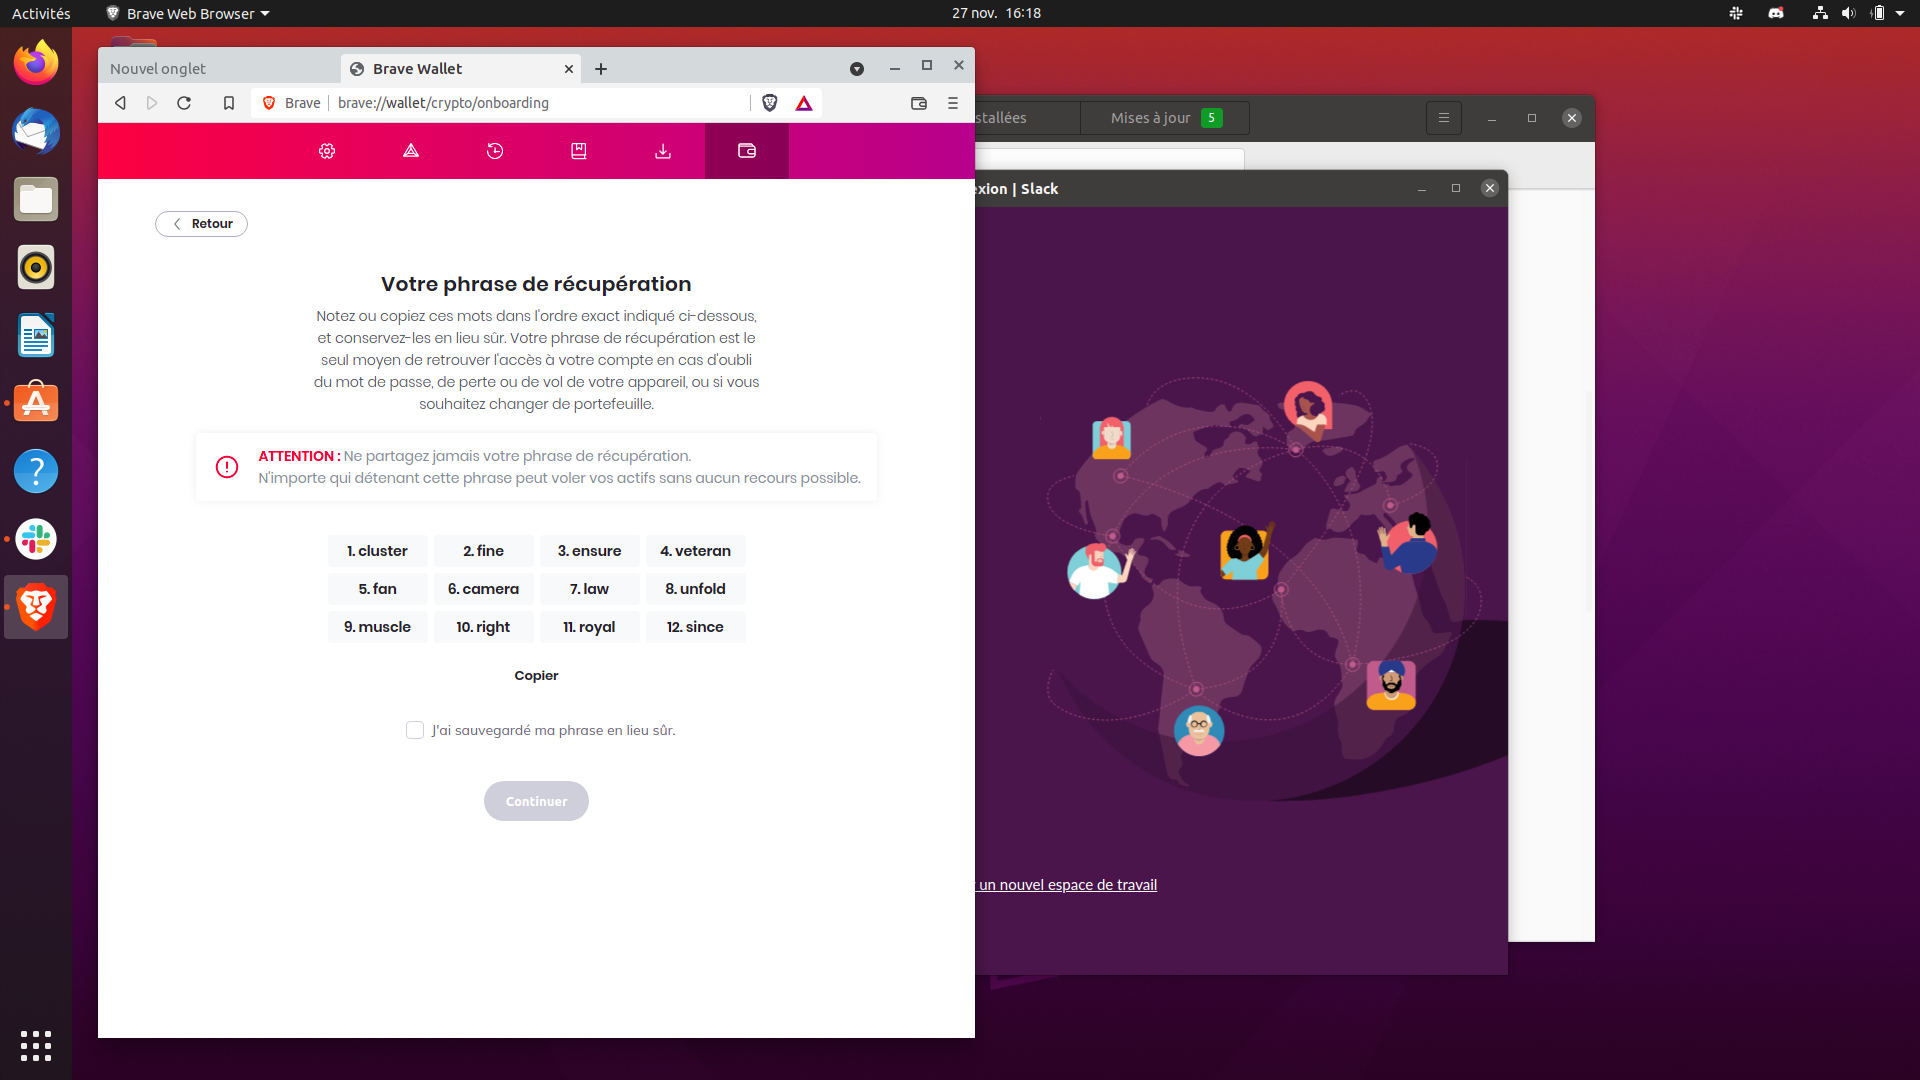 Activités
Brave Web Browser
27 nov. 16:18
Nouvel onglet
Brave Wallet
Brave
brave://wallet/crypto/onboarding
stallées
Mises à jour
5
exion | Slack
Retour
Votre phrase de récupération
Notez ou copiez ces mots dans l'ordre exact indiqué ci-dessous,
et conservez-les en lieu sûr. Votre phrase de récupération est le
seul moyen de retrouver l'accès à votre compte en cas d'oubli
du mot de passe, de perte ou de vol de votre appareil, ou si vous
souhaitez changer de portefeuille.
ATTENTION : Ne partagez jamais votre phrase de récupération.
N'importe qui détenant cette phrase peut voler vos actifs sans aucun recours possible.
1. cluster 2. fine 3. ensure 4. veteran
5. fan 6. camera 7. law 8. unfold
9. muscle 10. right 11. royal 12. since
Copier
J'ai sauvegardé ma phrase en lieu sûr.
Continuer
un nouvel espace de travail